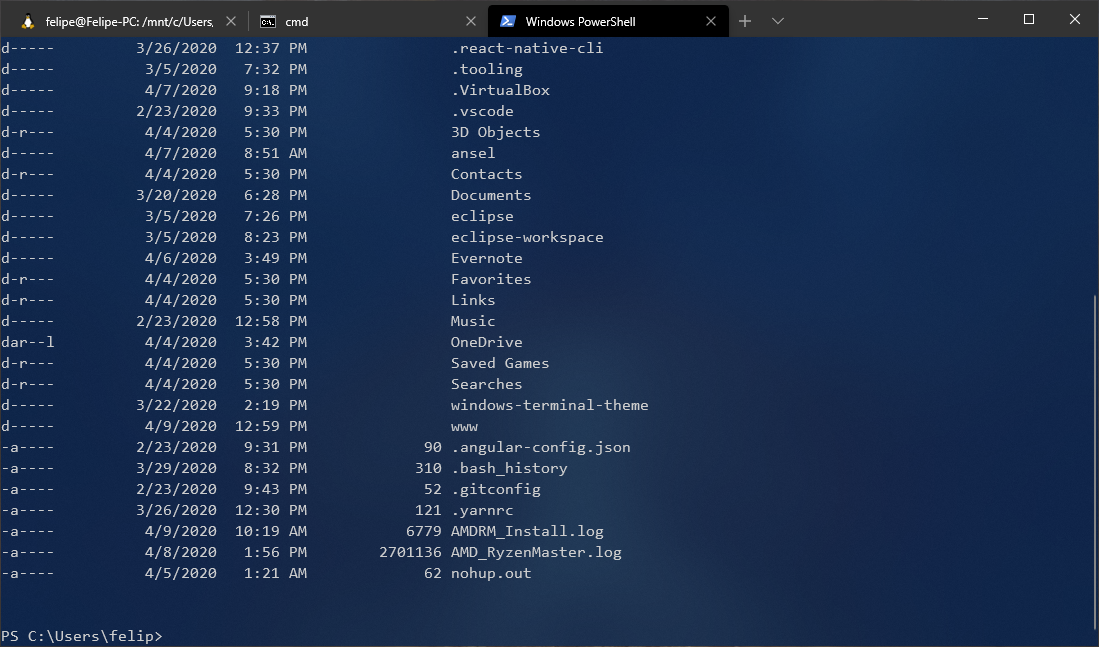 felipe@Felipe-PC: /mnt/c/Users, cmd Windows PowerShell
d----- 3/26/2020 12:37 PM .react-native-cli
d----- 3/5/2020 7:32 PM .tooling
d----- 4/7/2020 9:18 PM .VirtualBox
d----- 2/23/2020 9:33 PM .vscode
d-r--- 4/4/2020 5:30 PM 3D Objects
d----- 4/7/2020 8:51 AM ansel
d-r--- 4/4/2020 5:30 PM Contacts
d----- 3/20/2020 6:28 PM Documents
d----- 3/5/2020 7:26 PM eclipse
d----- 3/5/2020 8:23 PM eclipse-workspace
d----- 4/6/2020 3:49 PM Evernote
d-r--- 4/4/2020 5:30 PM Favorites
d-r--- 4/4/2020 5:30 PM Links
d----- 2/23/2020 12:58 PM Music
dar--l 4/4/2020 3:42 PM OneDrive
d-r--- 4/4/2020 5:30 PM Saved Games
d-r--- 4/4/2020 5:30 PM Searches
d----- 3/22/2020 2:19 PM windows-terminal-theme
d----- 4/9/2020 12:59 PM www
-a---- 2/23/2020 9:31 PM 90 .angular-config.json
-a---- 3/29/2020 8:32 PM 310 .bash_history
-a---- 2/23/2020 9:43 PM 52 .gitconfig
-a---- 3/26/2020 12:30 PM 121 .yarnrc
-a---- 4/9/2020 10:19 AM 6779 AMDRM_Install.log
-a---- 4/8/2020 1:56 PM 2701136 AMD_RyzenMaster.log
-a---- 4/5/2020 1:21 AM 62 nohup.out
PS C:\Users\felip>